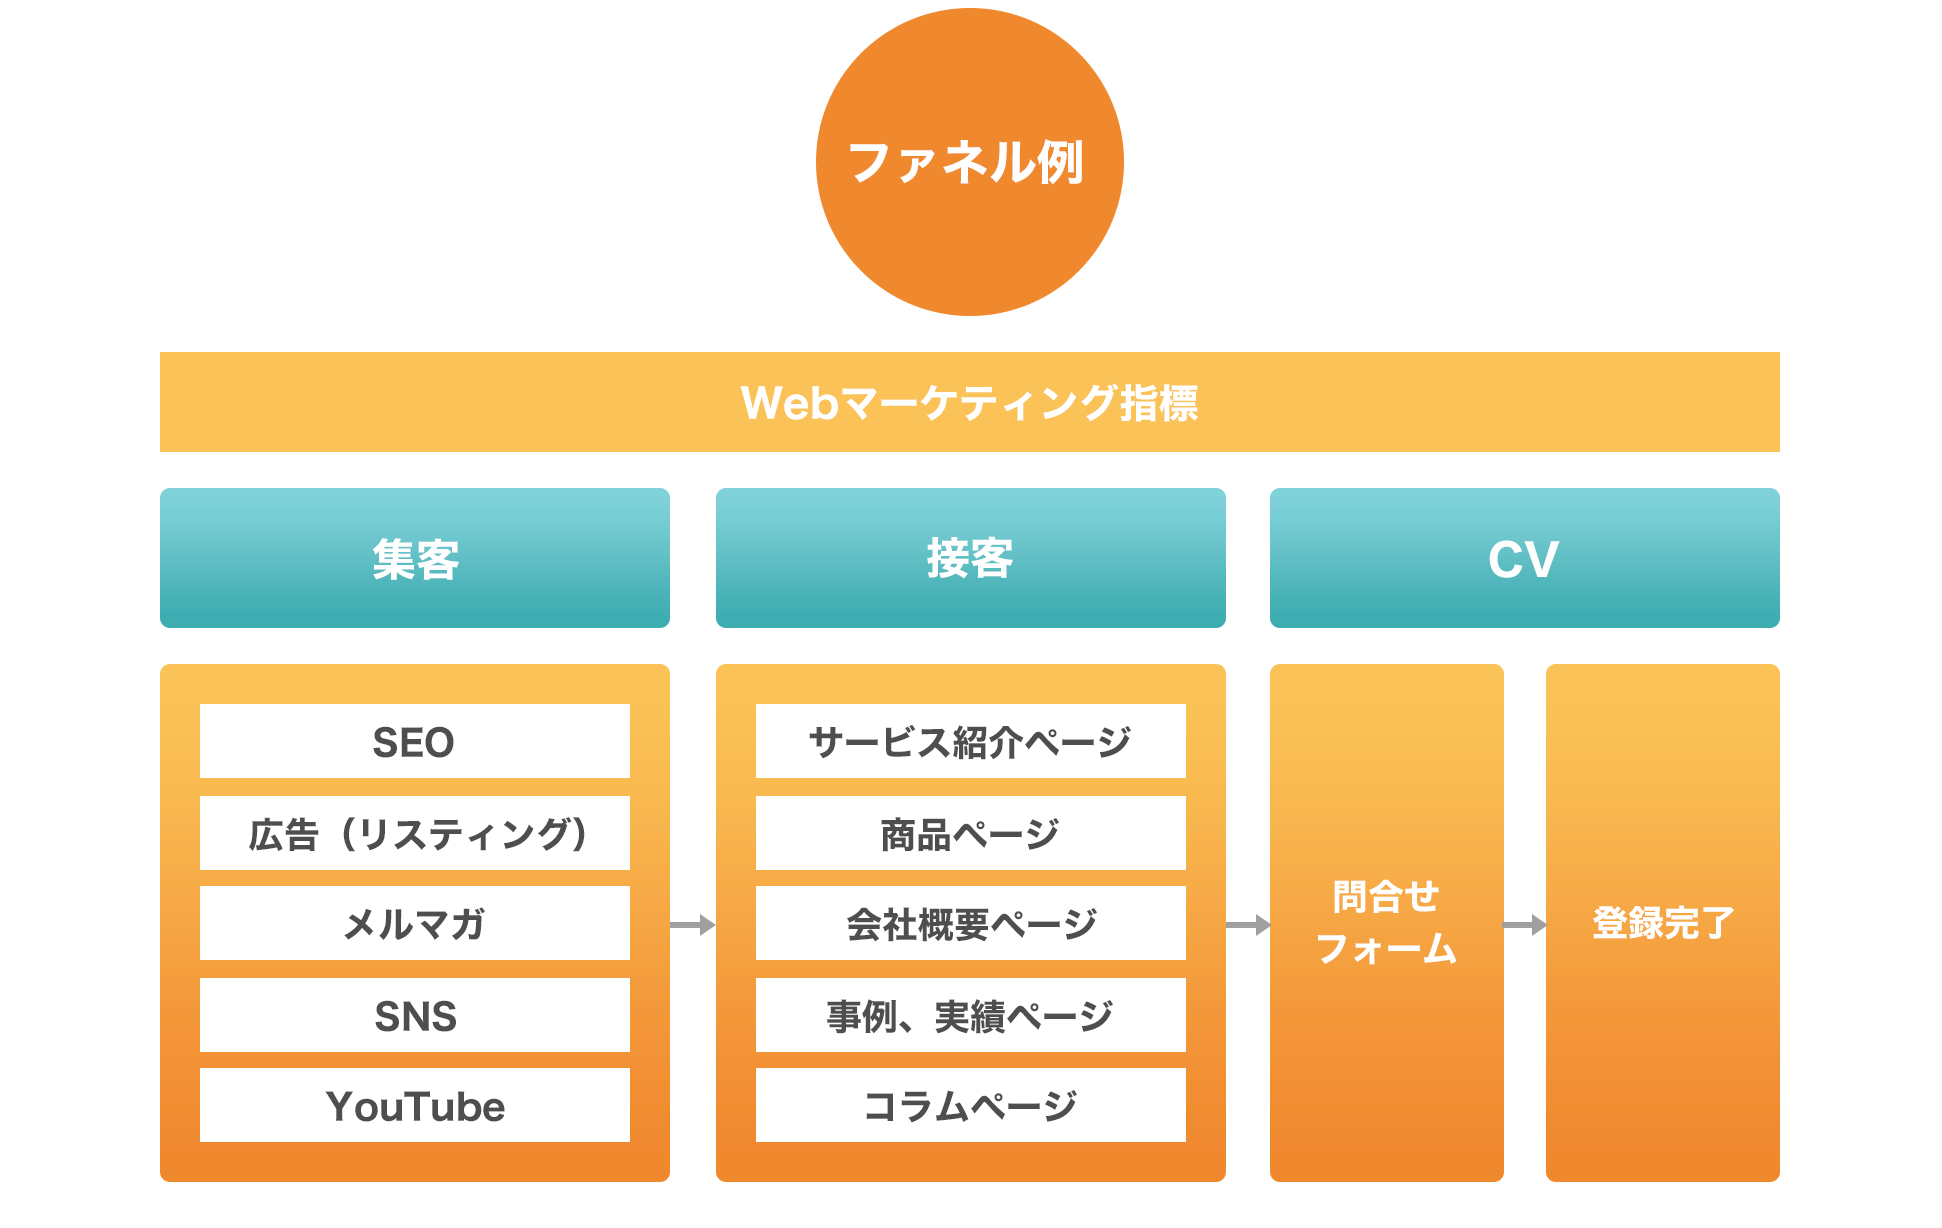 ファネル例
Webマーケティング指標
集客
接客
CV
SEO
広告（リスティング）
メルマガ
SNS
YouTube
サービス紹介ページ
商品ページ
会社概要ページ
事例、実績ページ
コラムページ
問合せ
フォーム
登録完了